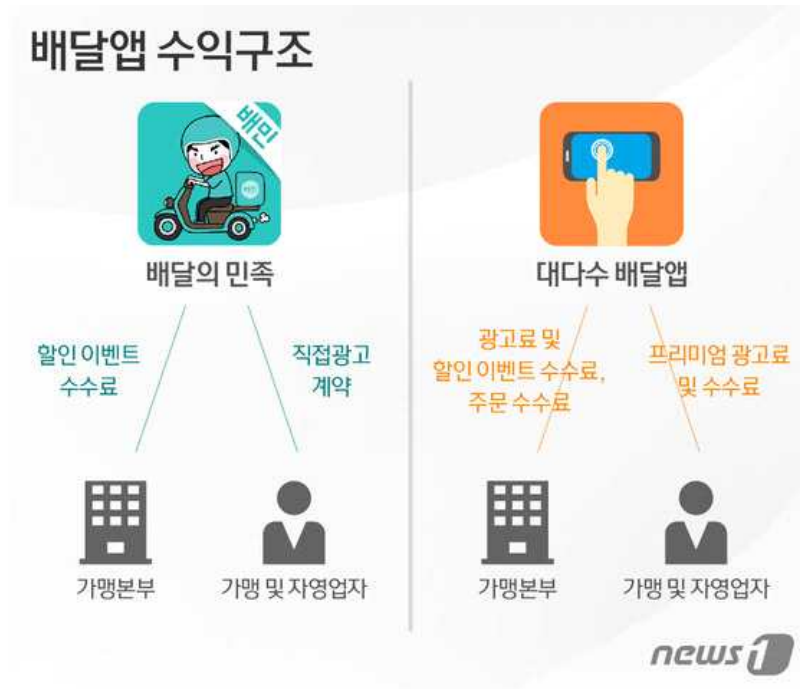 배달앱 수익구조
배민
배달의 민족
대다수 배달앱
할인 이벤트
수수료
직접광고
계약
광고료 및
할인 이벤트 수수료,
주문 수수료
프리미엄 광고료
및 수수료
가맹본부
가맹 및 자영업자
가맹본부
가맹 및 자영업자
news1